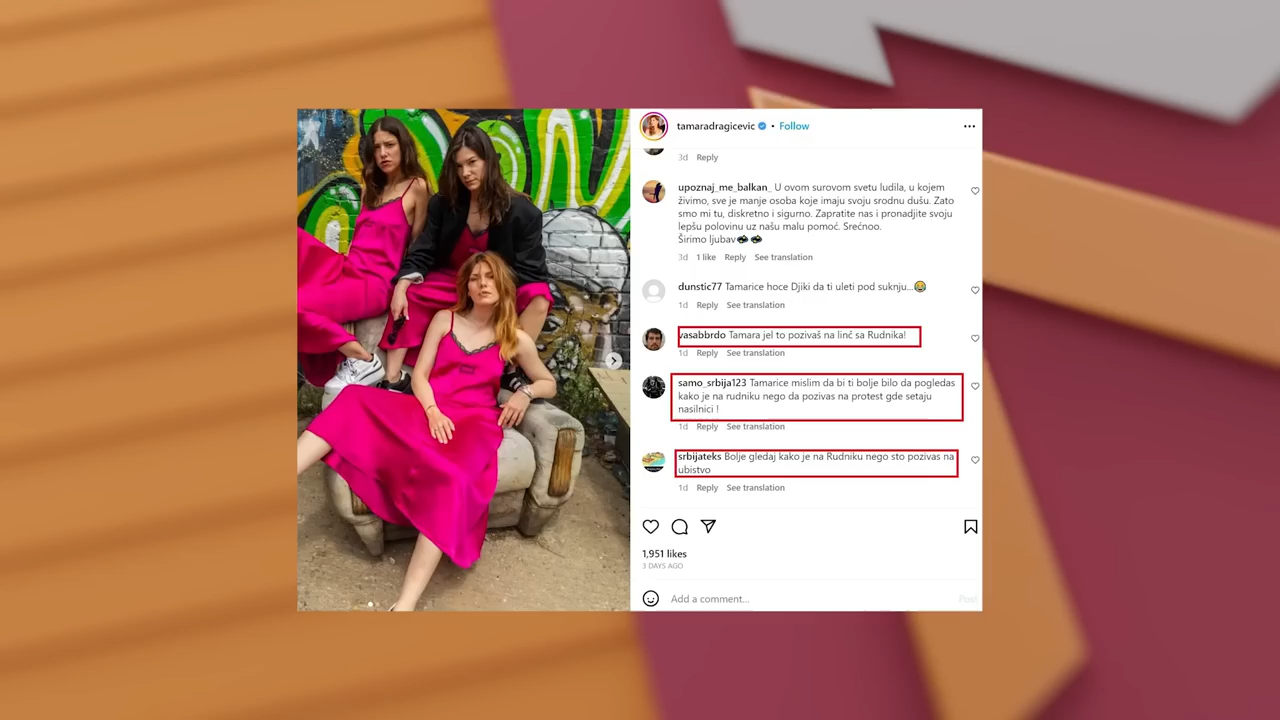 tamaradragicevic • Follow
3d Reply
upoznaj_me_balkan_ U ovom surovom svetu ludila, u kojem
živimo, sve je manje osoba koje imaju svoju srodnu dušu. Zato
smo mi tu, diskretno i sigurno. Zapratite nas i pronadjite svoju
lepšu polovinu uz našu malu pomoć. Srećnoo.
Širimo ljubav
3d 1 like Reply See translation
dunstic77 Tamarice hoce Djiki da ti uleti pod suknju...😂
1d Reply See translation
vasabbrdo Tamara jel to pozivaš na linč sa Rudnika!
1d Reply See translation
samo_srbija123 Tamarice mislim da bi ti bolje bilo da pogledas
kako je na rudniku nego da pozivas na protest gde setaju
nasilnici !
1d Reply See translation
srbijateks Bolje gledaj kako je na Rudniku nego sto pozivas na
ubistvo
1d Reply See translation
1,951 likes
3 DAYS AGO
Add a comment...
Post